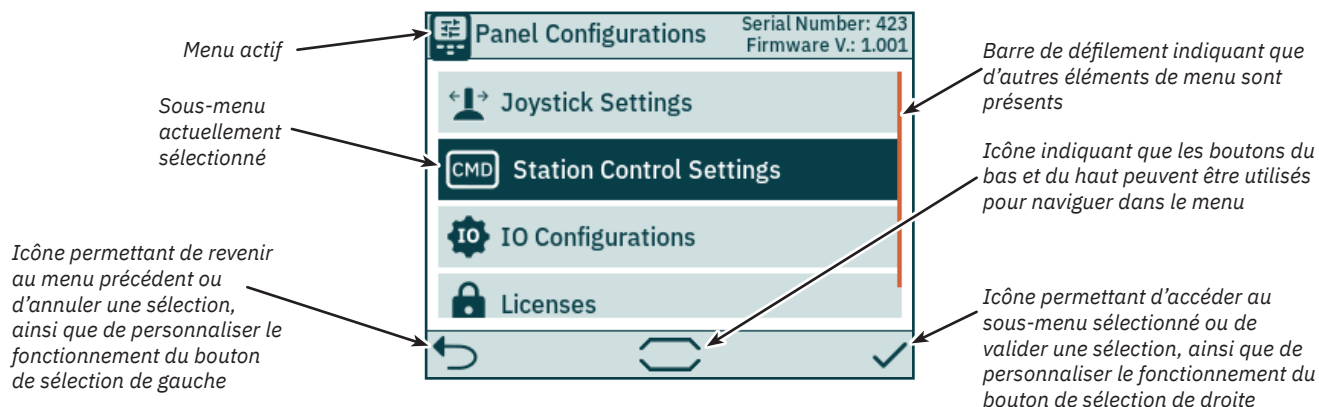 Menu actif
Sous-menu
actuellement
sélectionné
Icône permettant de revenir
au menu précédent ou
d'annuler une sélection,
ainsi que de personnaliser le
fonctionnement du bouton
de sélection de gauche
Panel Configurations
Serial Number: 423
Firmware V.: 1.001
Joystick Settings
CMD Station Control Settings
IO IO Configurations
Licenses
Barre de défilement indiquant que
d'autres éléments de menu sont
présents
Icône indiquant que les boutons du
bas et du haut peuvent être utilisés
pour naviguer dans le menu
Icône permettant d'accéder au
sous-menu sélectionné ou de
valider une sélection, ainsi que de
personnaliser le fonctionnement du
bouton de sélection de droite